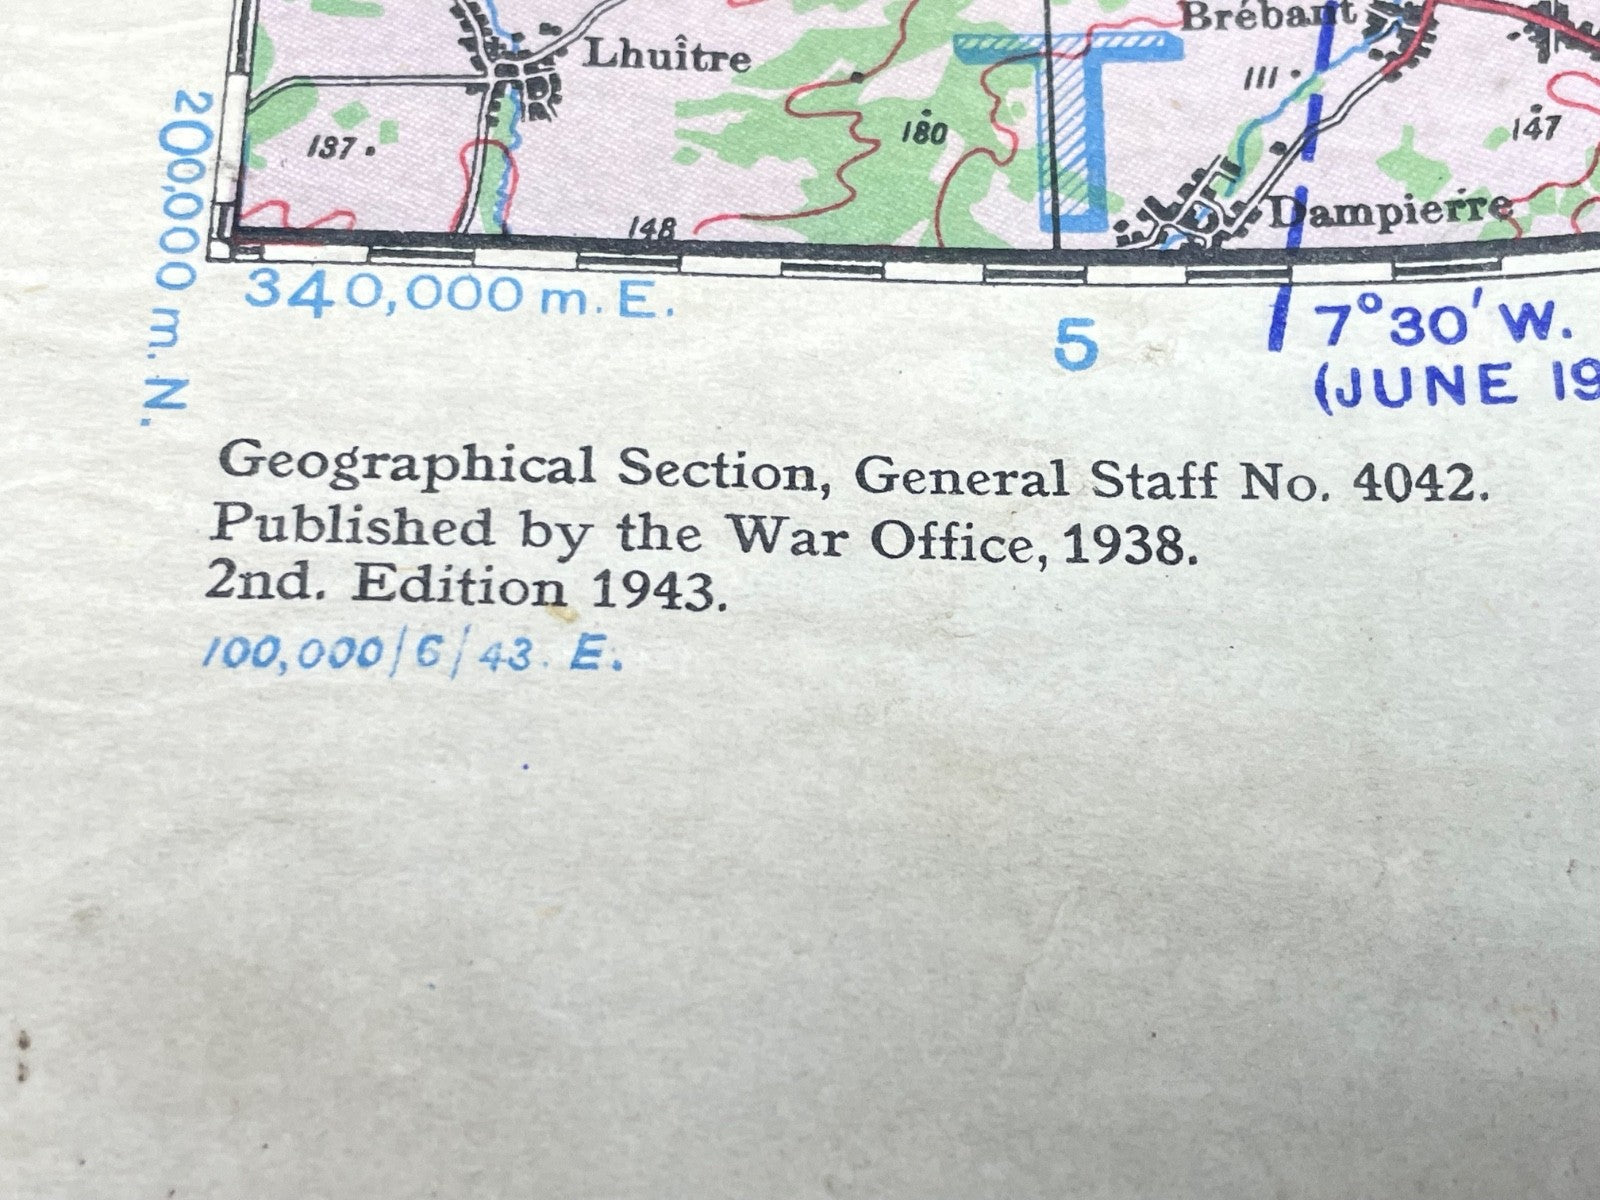 Brébant
Lhuître
111
180
147
137
T
148
Dampierre
200,000 m. N.
340,000 m. E.
5
7°30′ W.
(JUNE 19
Geographical Section, General Staff No. 4042.
Published by the War Office, 1938.
2nd. Edition 1943.
100,000/6/43. E.